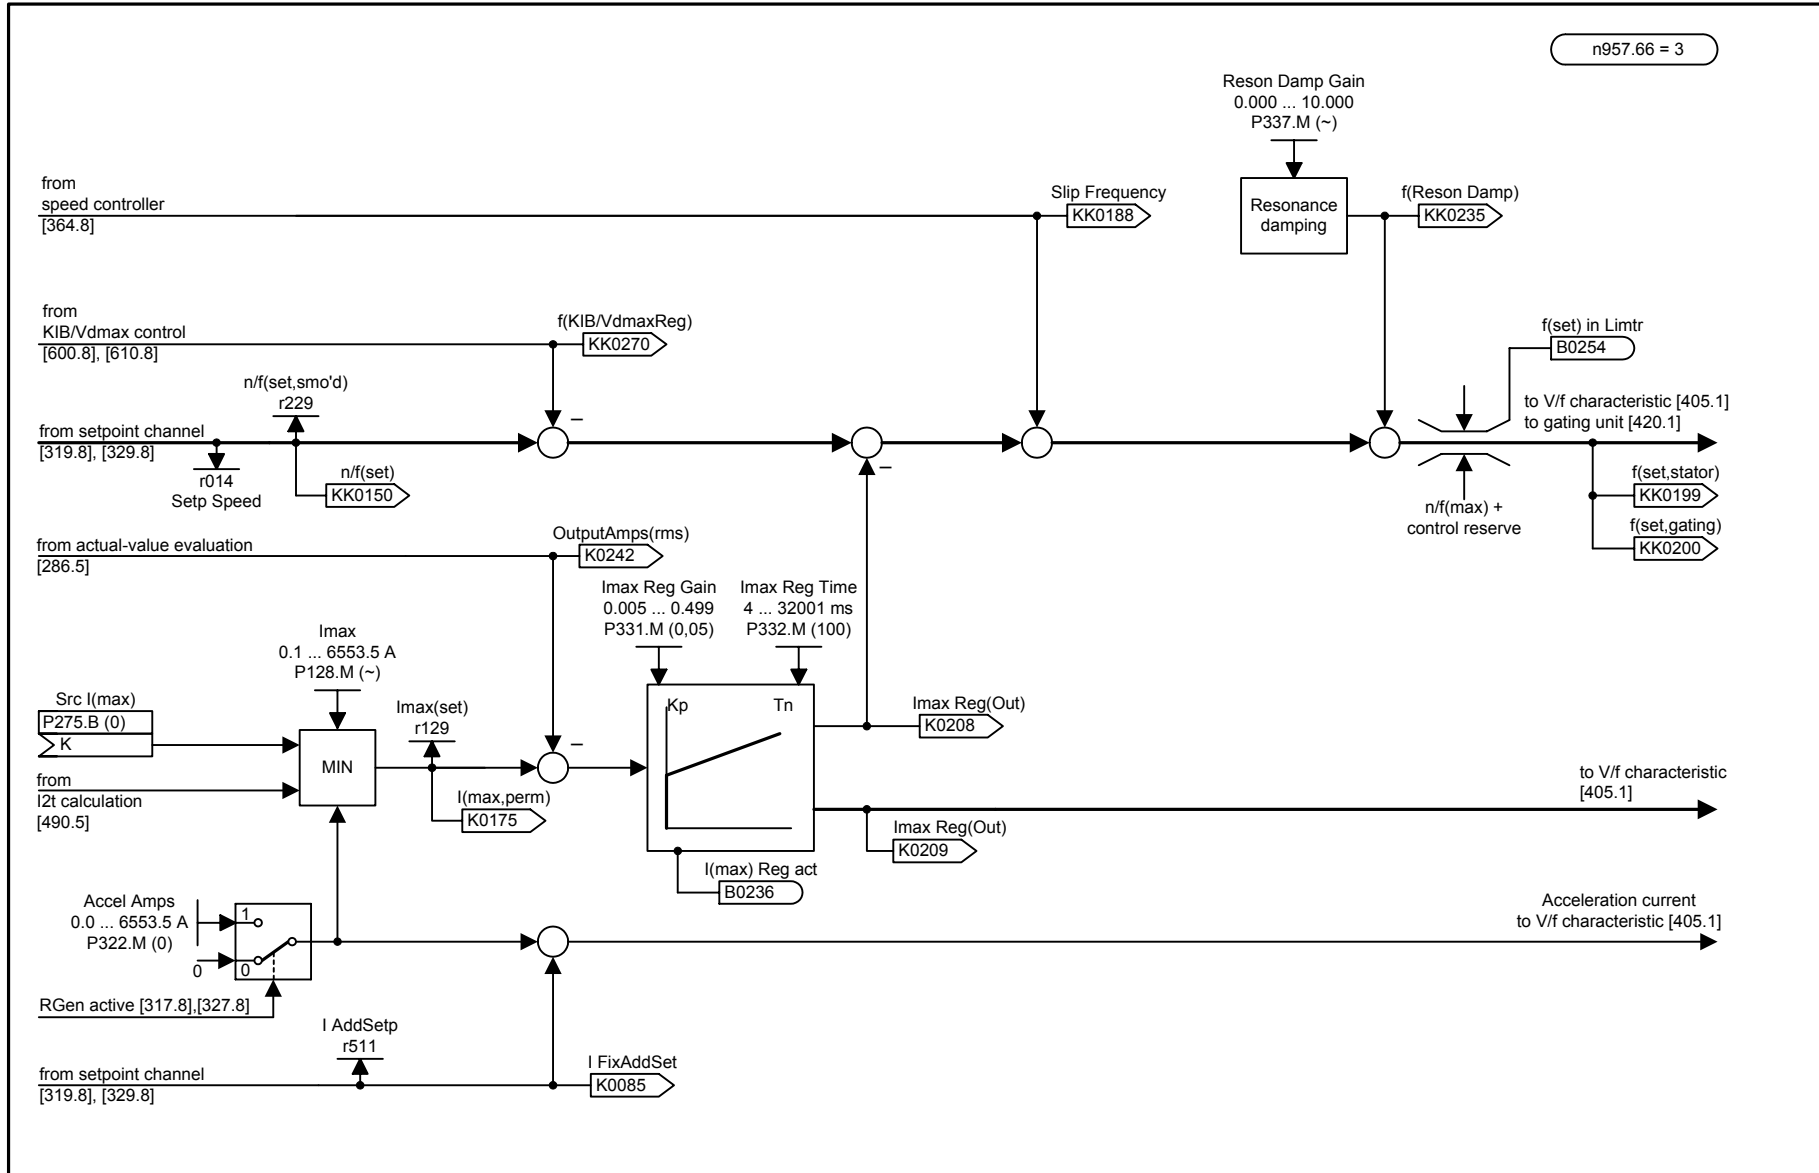 n957.66 = 3
Reson Damp Gain
0.000 ... 10.000
P337.M (~)
from
speed controller
[364.8]
Slip Frequency
KK0188
Resonance
damping
f(Reson Damp)
KK0235
from
KIB/Vdmax control
[600.8], [610.8]
f(KIB/VdmaxReg)
KK0270
f(set) in Limtr
B0254
n/f(set,smo'd)
r229
from setpoint channel
[319.8], [329.8]
r014
Setp Speed
n/f(set)
KK0150
–
–
to V/f characteristic [405.1]
to gating unit [420.1]
n/f(max) +
control reserve
f(set,stator)
KK0199
f(set,gating)
KK0200
from actual-value evaluation
[286.5]
OutputAmps(rms)
K0242
Imax Reg Gain
0.005 ... 0.499
P331.M (0,05)
Imax Reg Time
4 ... 32001 ms
P332.M (100)
Imax
0.1 ... 6553.5 A
P128.M (~)
Src I(max)
P275.B (0)
K
from
I2t calculation
[490.5]
MIN
Imax(set)
r129
I(max,perm)
K0175
–
Kp
Tn
Imax Reg(Out)
K0208
to V/f characteristic
[405.1]
Imax Reg(Out)
K0209
I(max) Reg act
B0236
Accel Amps
0.0 ... 6553.5 A
P322.M (0)
1
0
0
RGen active [317.8],[327.8]
Acceleration current
to V/f characteristic [405.1]
I AddSetp
r511
from setpoint channel
[319.8], [329.8]
I FixAddSet
K0085